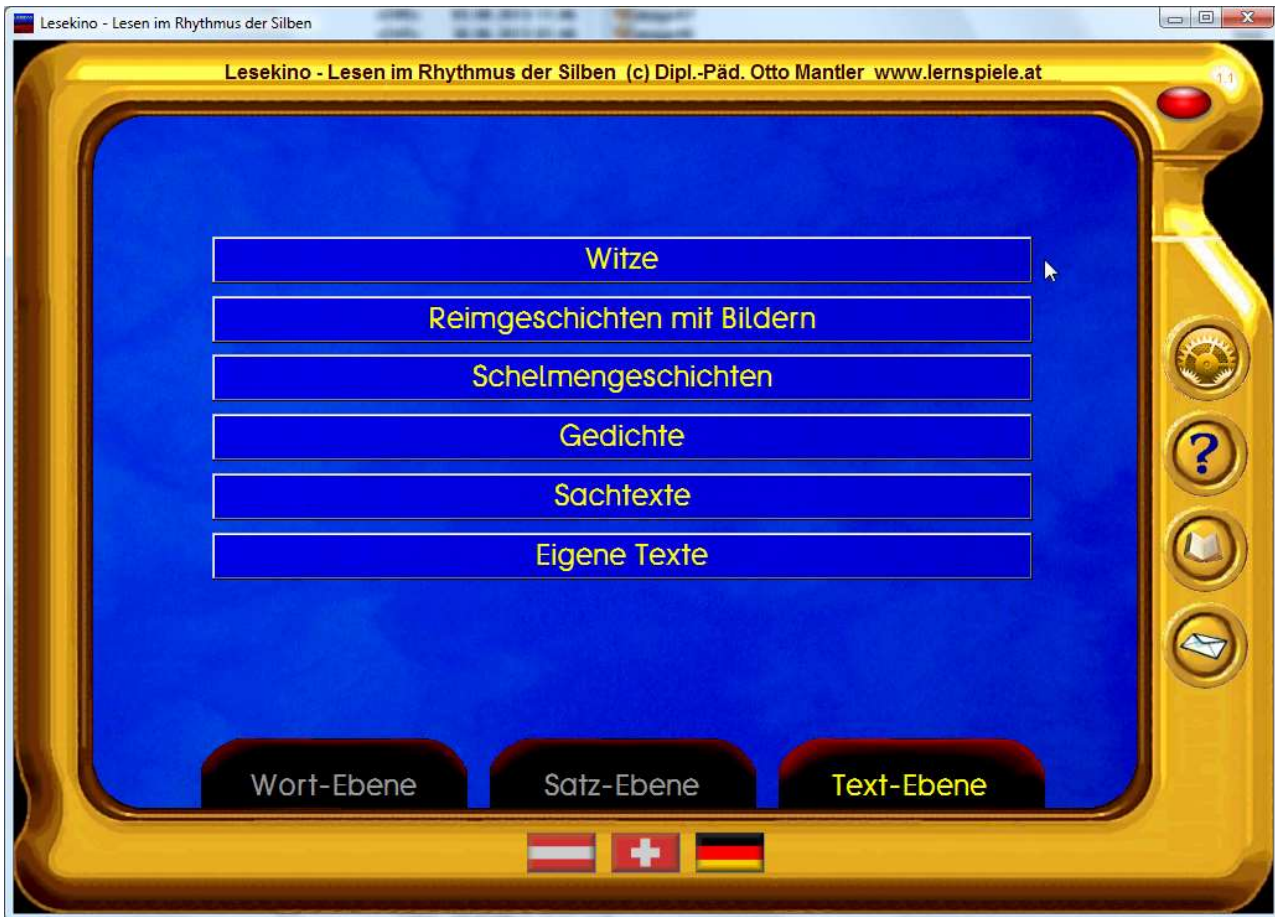 Lesekino - Lesen im Rhythmus der Silben
Lesekino - Lesen im Rhythmus der Silben (c) Dipl.-Päd. Otto Mantler www.lernspiele.at
1.1
Witze
Reimgeschichten mit Bildern
Schelmengeschichten
Gedichte
Sachtexte
Eigene Texte
?
Wort-Ebene Satz-Ebene Text-Ebene